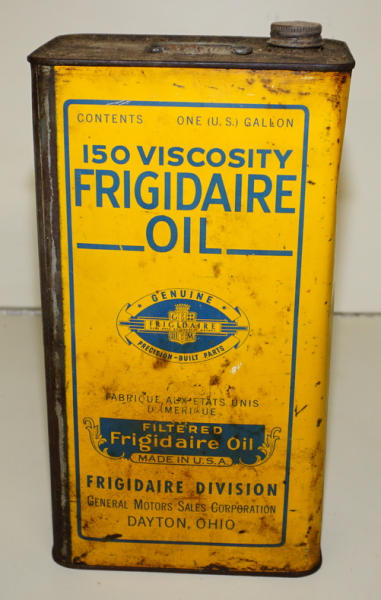 CONTENTS ONE (U.S.) GALLON
150 VISCOSITY
FRIGIDAIRE
OIL
GENUINE
FRIGIDAIRE
PRECISION-BUILT PARTS
FABRIQUE AUX ETATS UNIS
D'AMERIQUE
FILTERED
Frigidaire Oil
MADE IN U.S.A.
FRIGIDAIRE DIVISION
GENERAL MOTORS SALES CORPORATION
DAYTON, OHIO